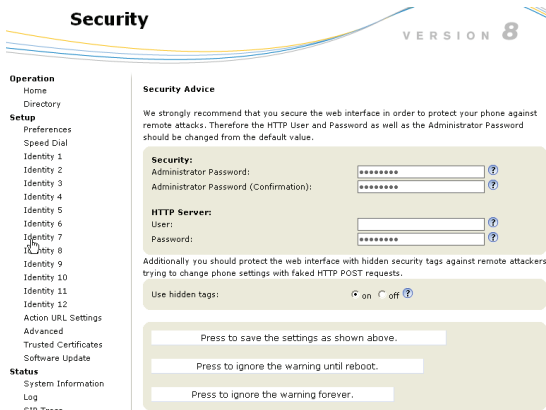 Security
VERSION 8
Operation
Home
Directory
Setup
Preferences
Speed Dial
Identity 1
Identity 2
Identity 3
Identity 4
Identity 5
Identity 6
Identity 7
Identity 8
Identity 9
Identity 10
Identity 11
Identity 12
Action URL Settings
Advanced
Trusted Certificates
Software Update
Status
System Information
Log
SIP Trace
Security Advice
We strongly recommend that you secure the web interface in order to protect your phone against
remote attacks. Therefore the HTTP User and Password as well as the Administrator Password
should be changed from the default value.
Security:
Administrator Password:
Administrator Password (Confirmation):
HTTP Server:
User:
Password:
Additionally you should protect the web interface with hidden security tags against remote attackers
trying to change phone settings with faked HTTP POST requests.
Use hidden tags: on off
Press to save the settings as shown above.
Press to ignore the warning until reboot.
Press to ignore the warning forever.